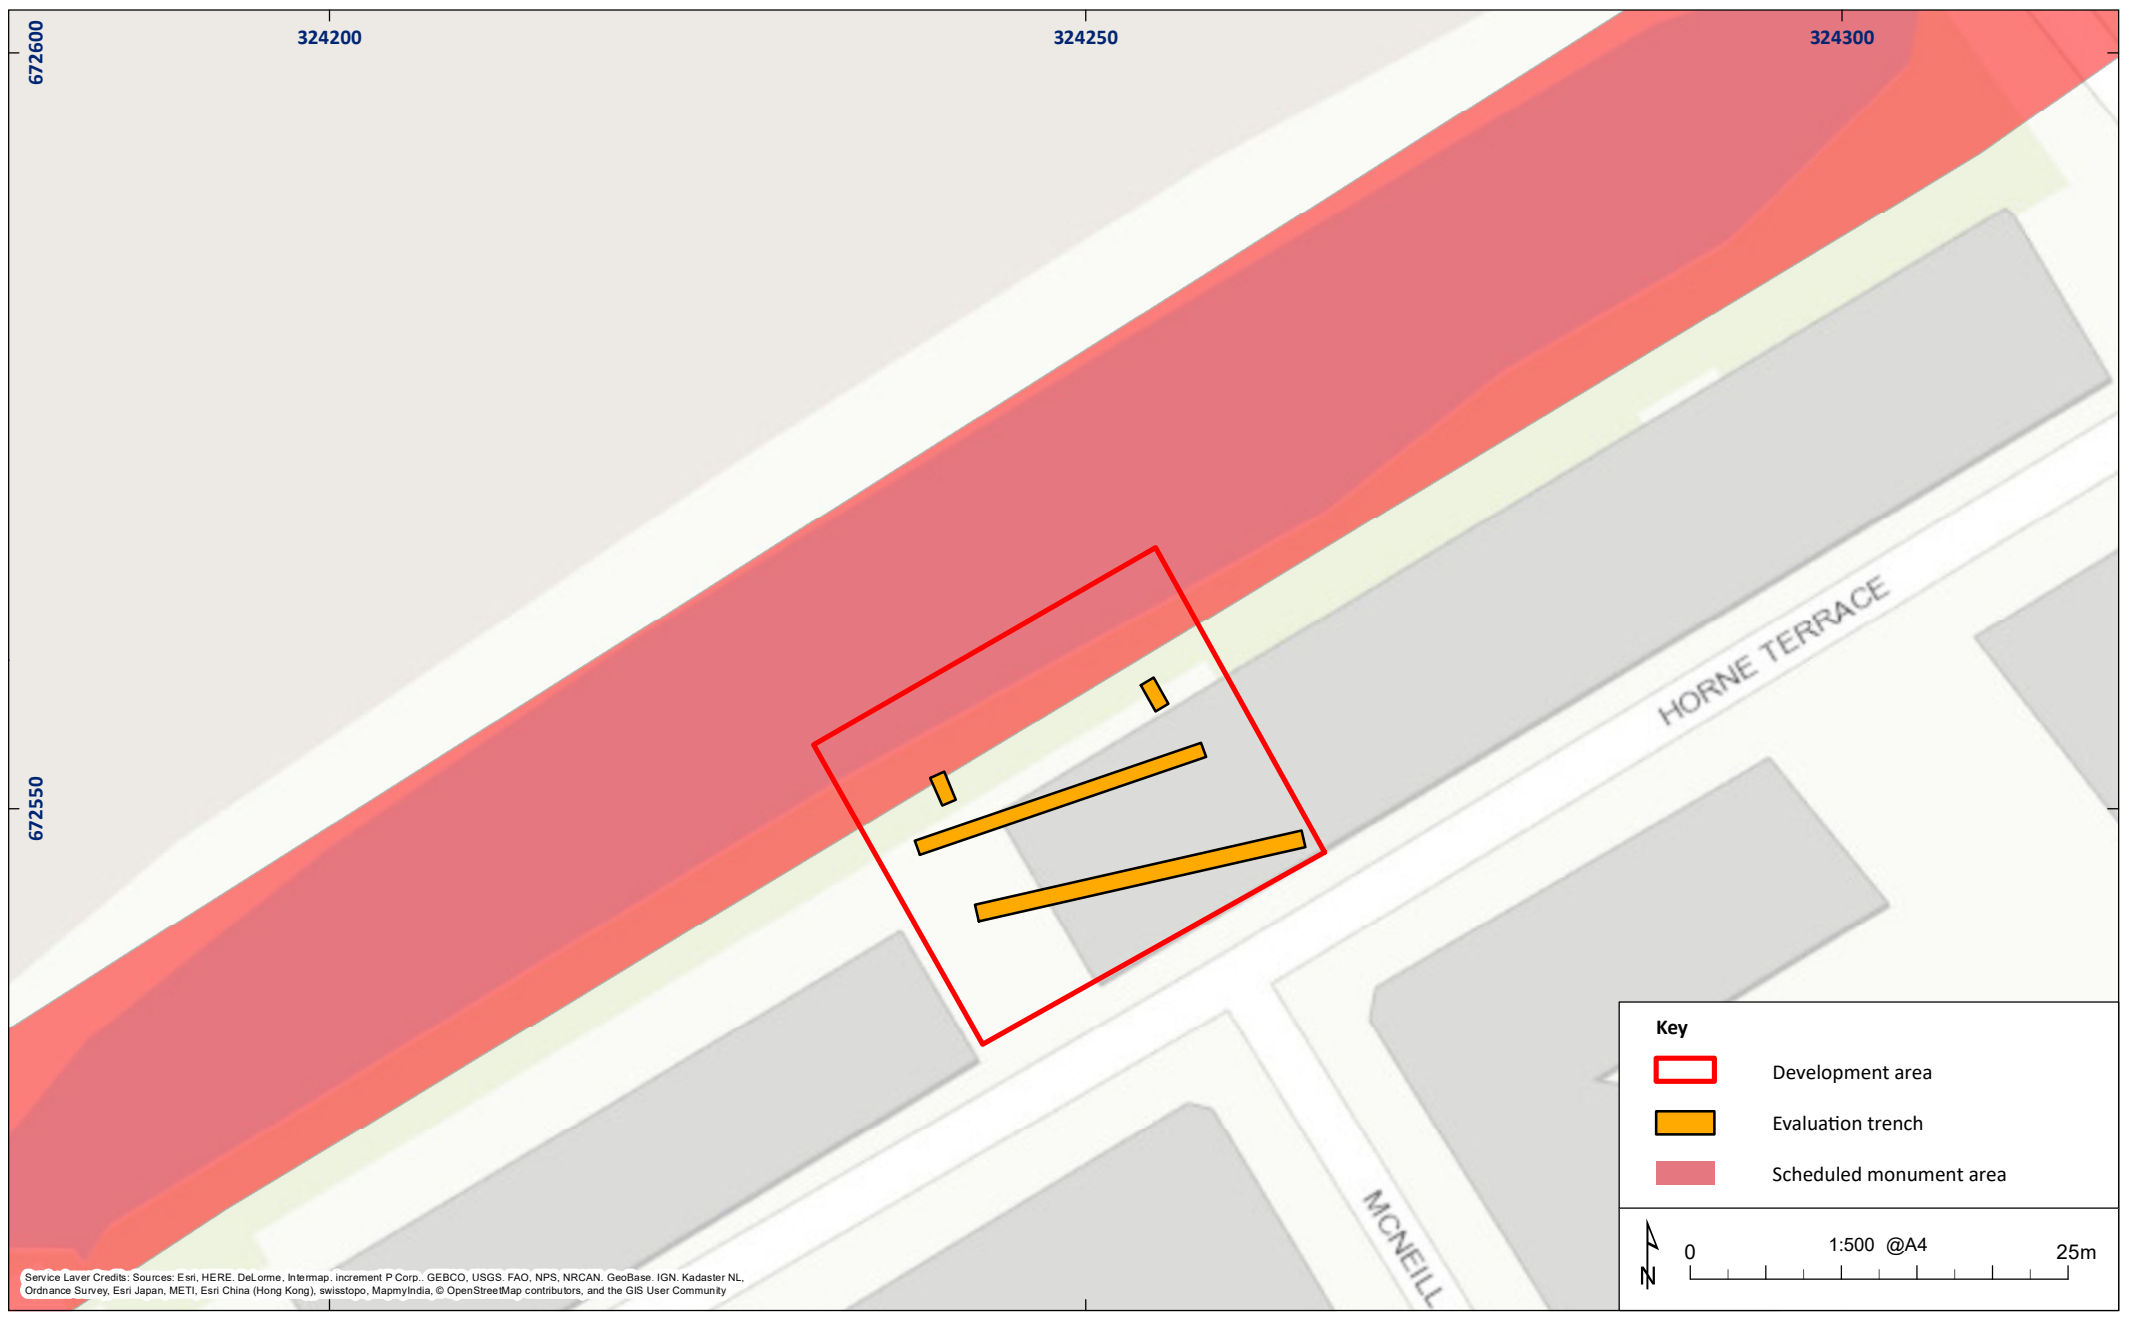 324200
324250
324300
672600
672550
HORNE TERRACE
MCNEILL
Key
Development area
Evaluation trench
Scheduled monument area
N
0
1:500 @A4
25m
Service Layer Credits: Sources: Esri, HERE, DeLorme, Intermap, increment P Corp., GEBCO, USGS, FAO, NPS, NRCAN, GeoBase, IGN, Kadaster NL,
Ordnance Survey, Esri Japan, METI, Esri China (Hong Kong), swisstopo, MapmyIndia, © OpenStreetMap contributors, and the GIS User Community